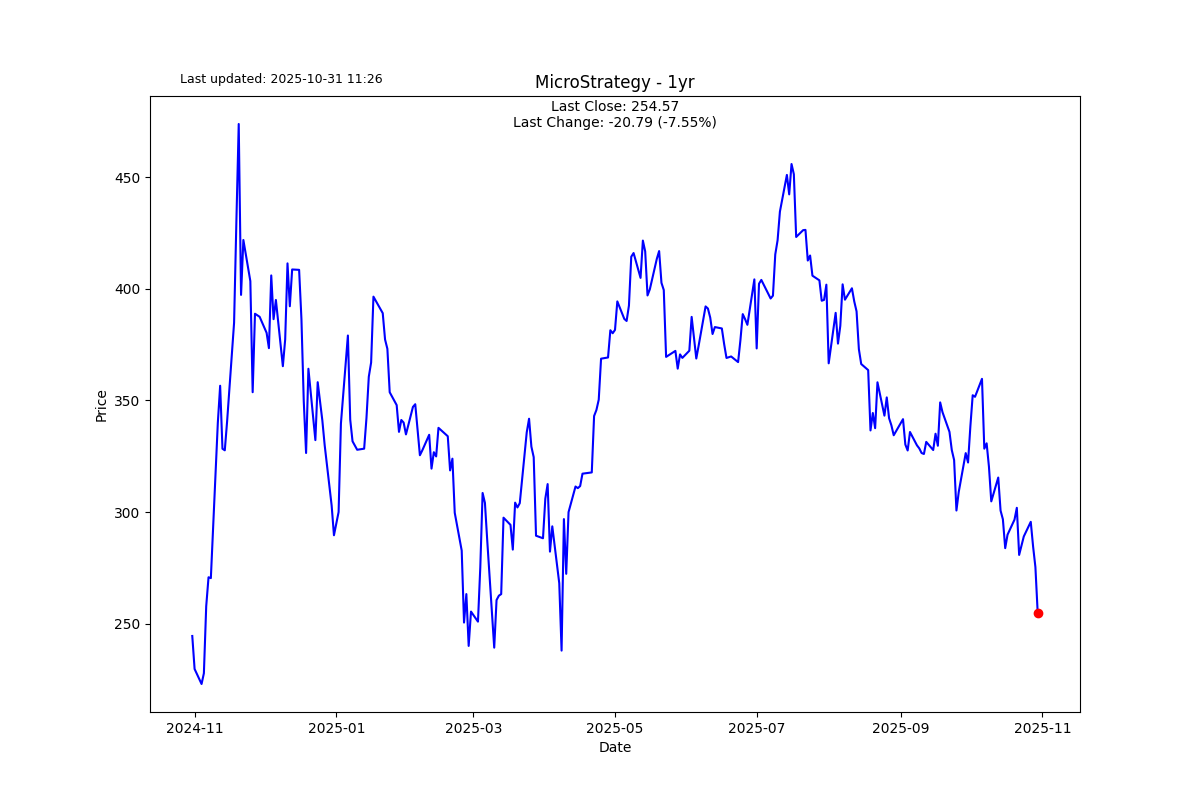 Last updated: 2025-10-31 11:26
MicroStrategy - 1yr
Last Close: 254.57
Last Change: -20.79 (-7.55%)
450
400
350
300
250
Price
2024-11
2025-01
2025-03
2025-05
2025-07
2025-09
2025-11
Date